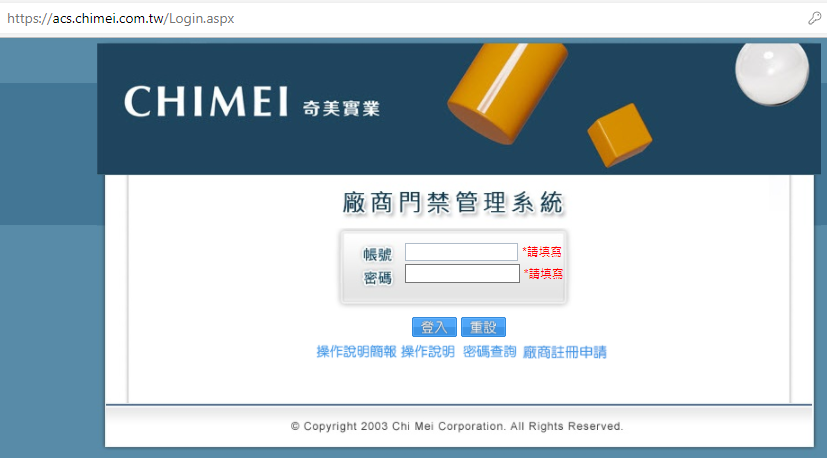 https://acs.chimei.com.tw/Login.aspx
CHIMEI 奇美實業
廠商門禁管理系統
帳號 *請填寫
密碼 *請填寫
登入 重設
操作說明簡報 操作說明 密碼查詢 廠商註冊申請
© Copyright 2003 Chi Mei Corporation. All Rights Reserved.